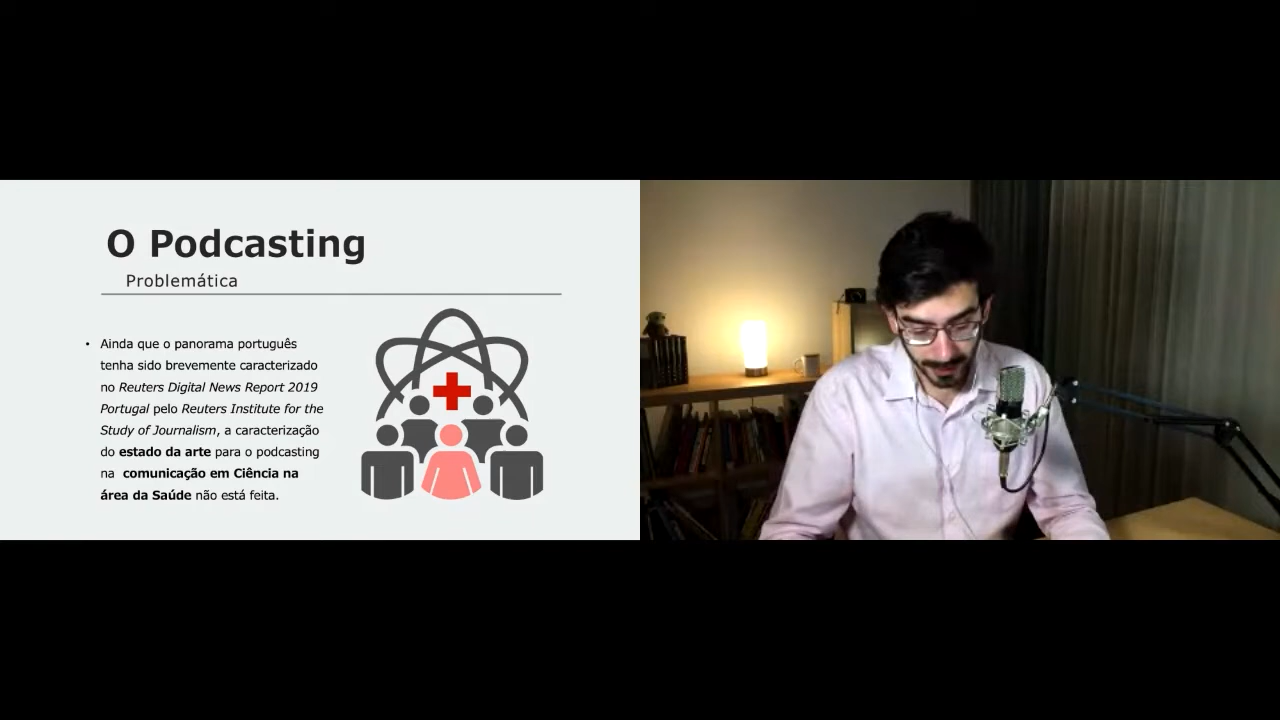 O Podcasting
Problemática
• Ainda que o panorama português
tenha sido brevemente caracterizado
no Reuters Digital News Report 2019
Portugal pelo Reuters Institute for the
Study of Journalism, a caracterização
do estado da arte para o podcasting
na comunicação em Ciência na
área da Saúde não está feita.